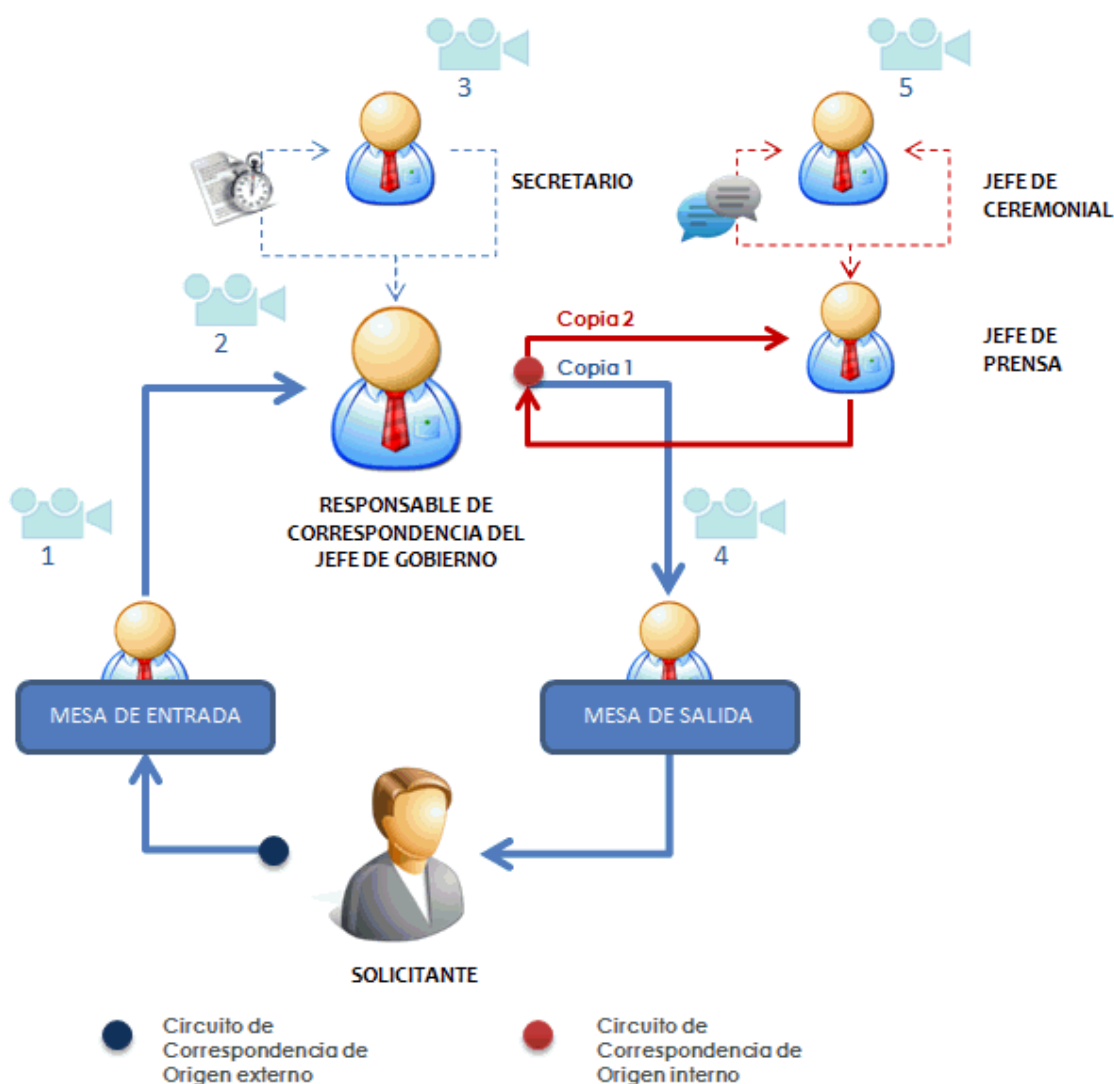 3
5
SECRETARIO
JEFE DE
CEREMONIAL
2
Copia 2
Copia 1
JEFE DE
PRENSA
RESPONSABLE DE
CORRESPONDENCIA DEL
JEFE DE GOBIERNO
1
4
MESA DE ENTRADA
MESA DE SALIDA
SOLICITANTE
Circuito de
Correspondencia de
Origen externo
Circuito de
Correspondencia de
Origen interno